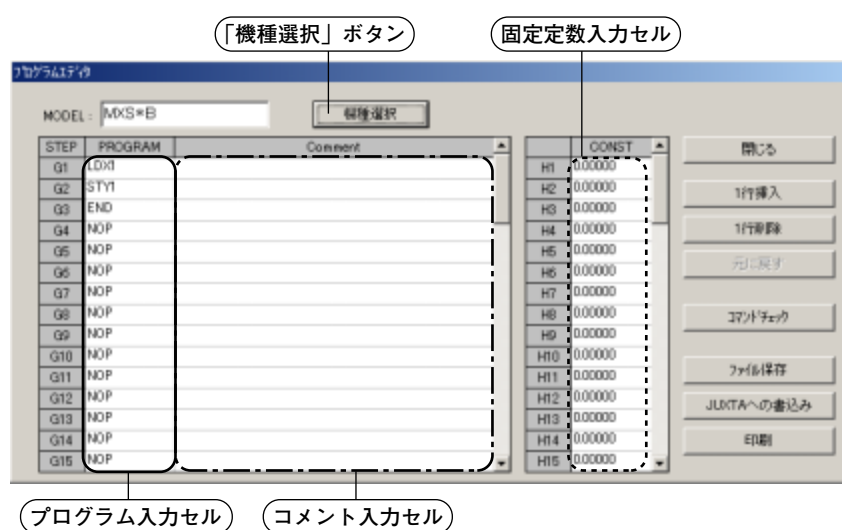 「機種選択」ボタン
固定定数入力セル
プログラムエディタ
MODEL : MXS*B
機種選択
STEP PROGRAM Comment
G1 LDX1
G2 STY1
G3 END
G4 NOP
G5 NOP
G6 NOP
G7 NOP
G8 NOP
G9 NOP
G10 NOP
G11 NOP
G12 NOP
G13 NOP
G14 NOP
G15 NOP
CONST
H1 0.00000
H2 0.00000
H3 0.00000
H4 0.00000
H5 0.00000
H6 0.00000
H7 0.00000
H8 0.00000
H9 0.00000
H10 0.00000
H11 0.00000
H12 0.00000
H13 0.00000
H14 0.00000
H15 0.00000
閉じる
1行挿入
1行削除
元に戻す
コマンドチェック
ファイル保存
JUXTAへの書込み
印刷
プログラム入力セル
コメント入力セル